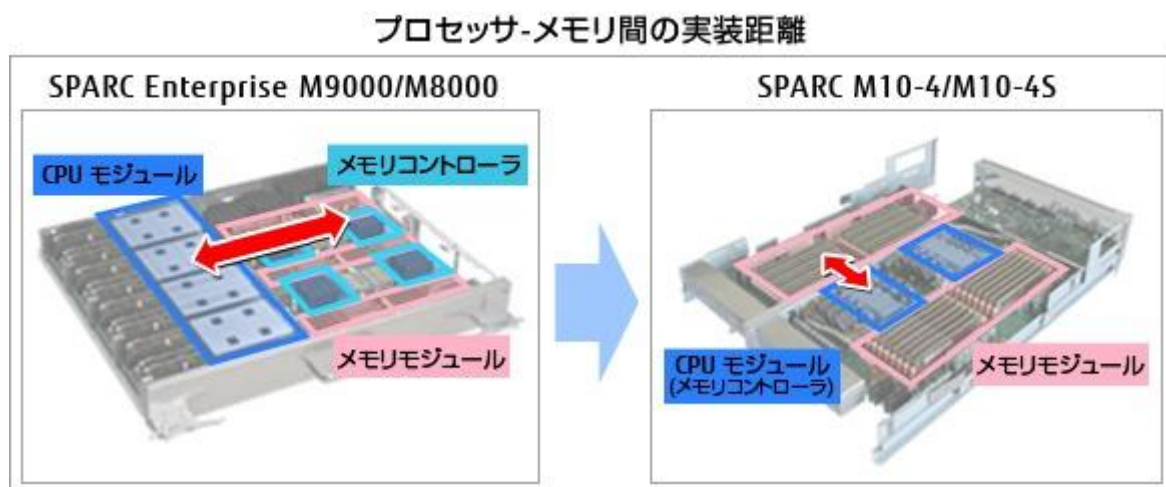 プロセッサ-メモリ間の実装距離
SPARC Enterprise M9000/M8000
CPU モジュール
メモリコントローラ
メモリモジュール
SPARC M10-4/M10-4S
CPU モジュール
(メモリコントローラ)
メモリモジュール